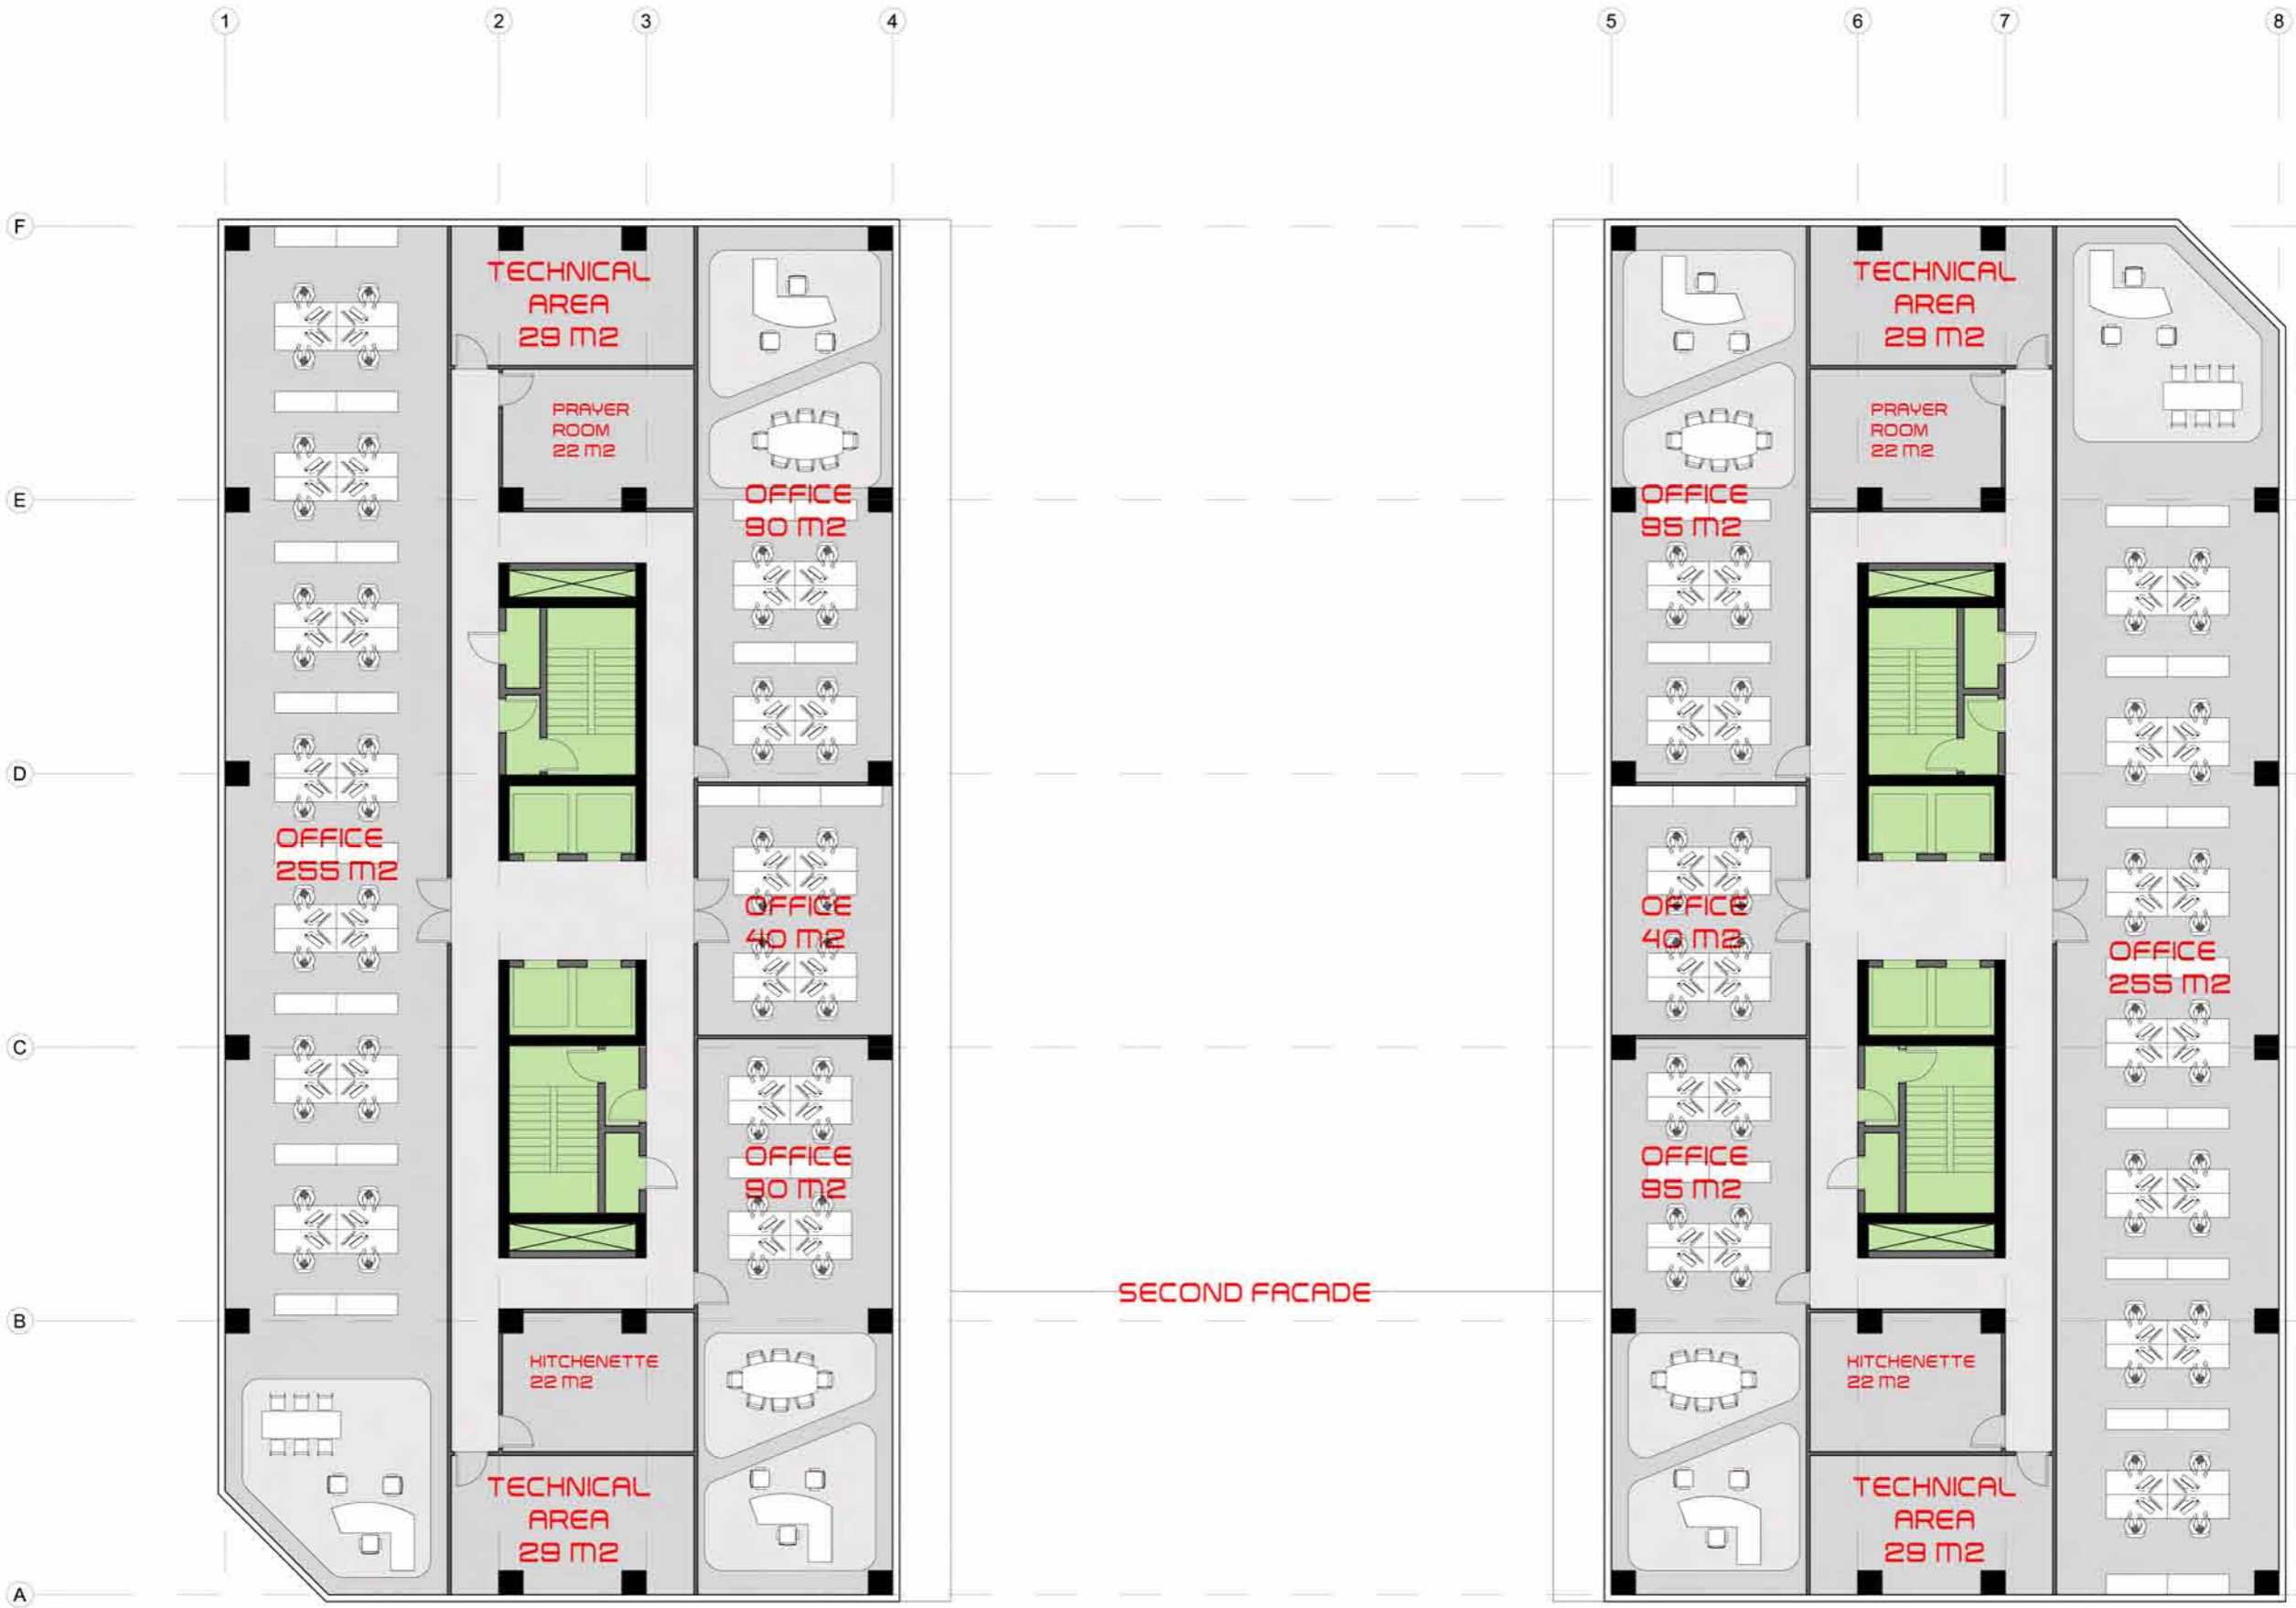 1
2
3
4
5
6
7
8
F
E
D
C
B
A
TECHNICAL
AREA
29 m2
PRAYER
ROOM
22 m2
OFFICE
90 m2
OFFICE
255 m2
OFFICE
40 m2
OFFICE
90 m2
KITCHENETTE
22 m2
TECHNICAL
AREA
29 m2
SECOND FACADE
TECHNICAL
AREA
29 m2
PRAYER
ROOM
22 m2
OFFICE
95 m2
OFFICE
40 m2
OFFICE
255 m2
OFFICE
95 m2
KITCHENETTE
22 m2
TECHNICAL
AREA
29 m2